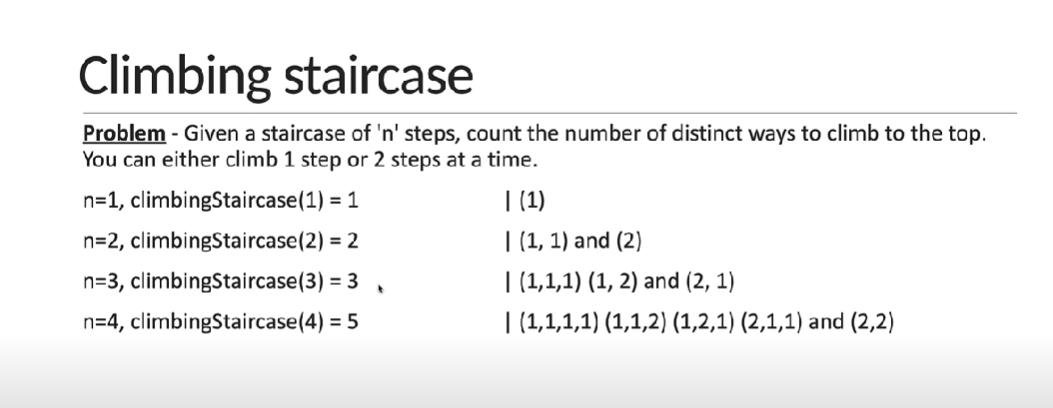 Climbing staircase
Problem - Given a staircase of 'n' steps, count the number of distinct ways to climb to the top.
You can either climb 1 step or 2 steps at a time.
n=1, climbingStaircase(1) = 1 | (1)
n=2, climbingStaircase(2) = 2 | (1, 1) and (2)
n=3, climbingStaircase(3) = 3 | (1,1,1) (1, 2) and (2, 1)
n=4, climbingStaircase(4) = 5 | (1,1,1,1) (1,1,2) (1,2,1) (2,1,1) and (2,2)